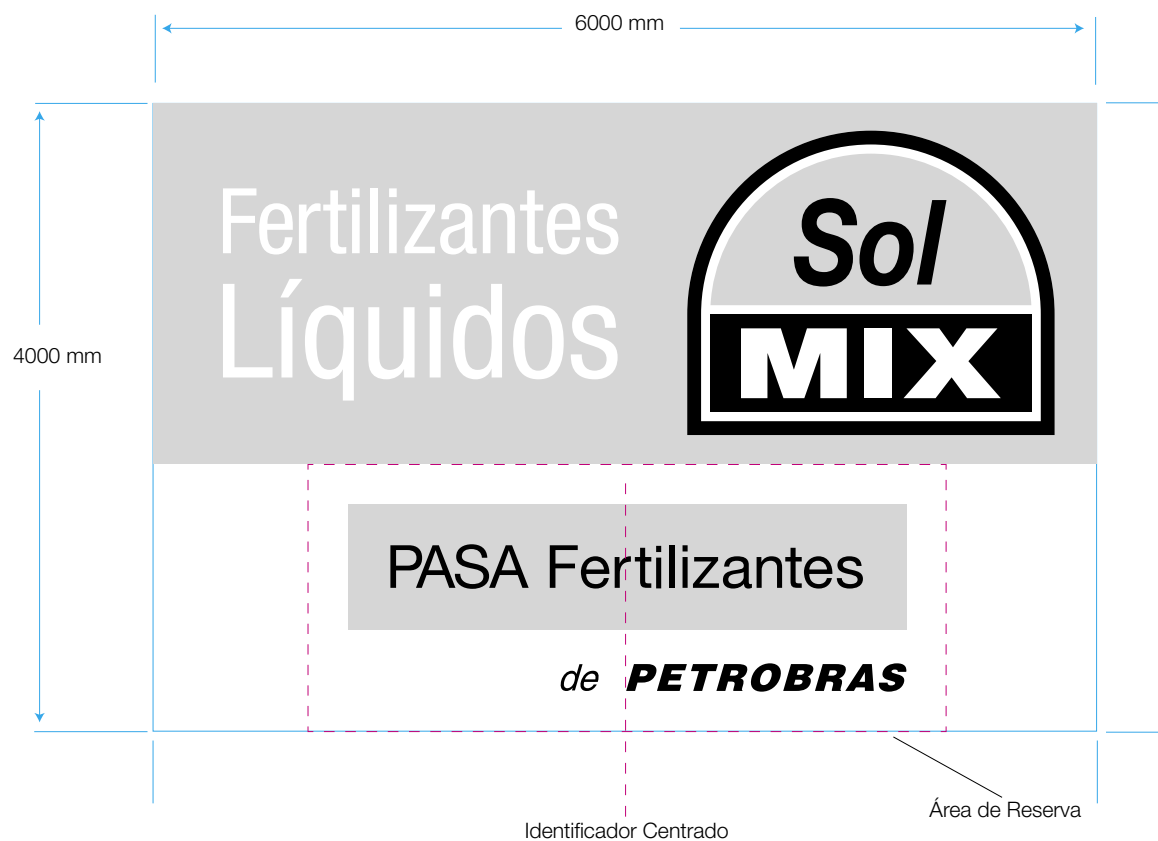 6000 mm
4000 mm
Fertilizantes
Líquidos
Sol
MIX
PASA Fertilizantes
de PETROBRAS
Área de Reserva
Identificador Centrado